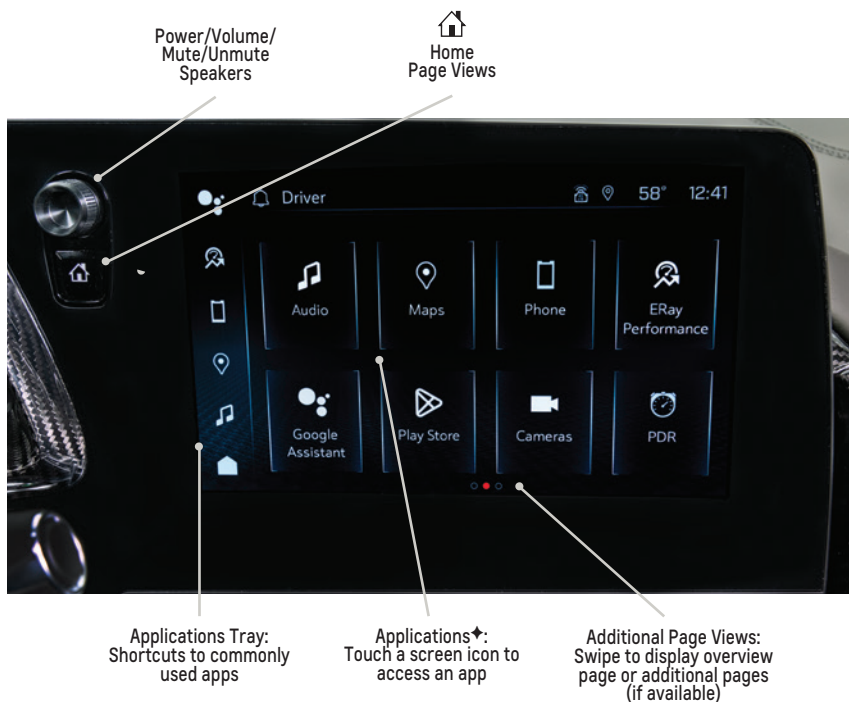 Power/Volume/
Mute/Unmute
Speakers
Home
Page Views
Driver
58°
12:41
Audio
Maps
Phone
ERay
Performance
Google
Assistant
Play Store
Cameras
PDR
Applications Tray:
Shortcuts to commonly
used apps
Applications✦:
Touch a screen icon to
access an app
Additional Page Views:
Swipe to display overview
page or additional pages
(if available)